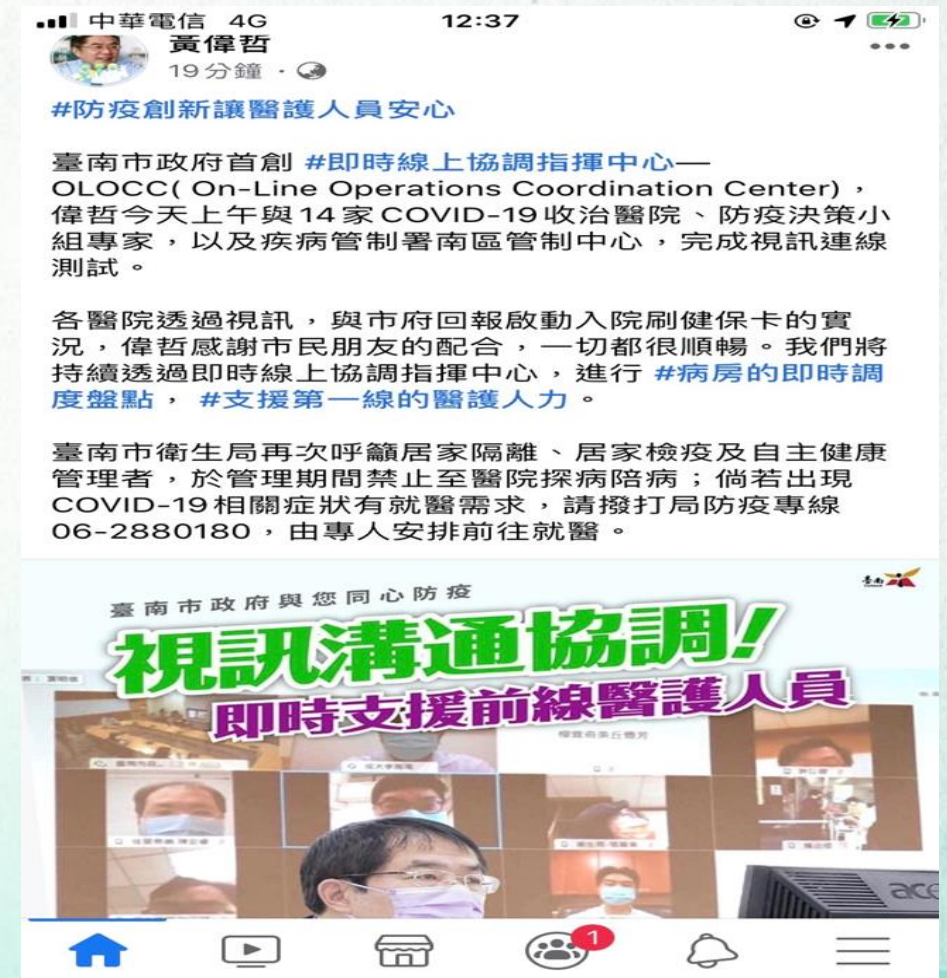 中華電信 4G 12:37
黃偉哲
19分鐘 ·
#防疫創新讓醫護人員安心
臺南市政府首創 #即時線上協調指揮中心—
OLOCC( On-Line Operations Coordination Center)，
偉哲今天上午與14家COVID-19收治醫院、防疫決策小
組專家，以及疾病管制署南區管制中心，完成視訊連線
測試。
各醫院透過視訊，與市府回報啟動入院刷健保卡的實
況，偉哲感謝市民朋友的配合，一切都很順暢。我們將
持續透過即時線上協調指揮中心，進行 #病房的即時調
度盤點， #支援第一線的醫護人力。
臺南市衛生局再次呼籲居家隔離、居家檢疫及自主健康
管理者，於管理期間禁止至醫院探病陪病；倘若出現
COVID-19相關症狀有就醫需求，請撥打局防疫專線
06-2880180，由專人安排前往就醫。
臺南
臺南市政府與您同心防疫
視訊溝通協調!
即時支援前線醫護人員
acer
1